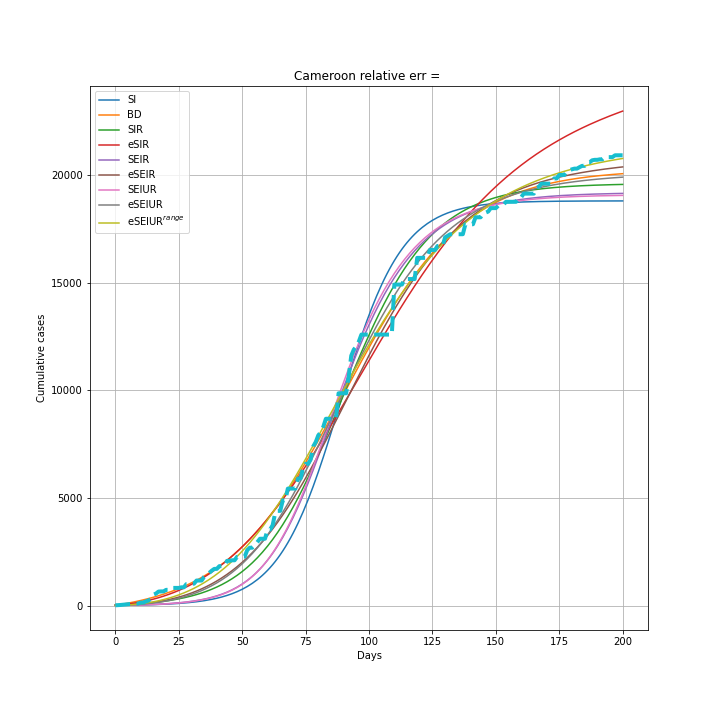 Cameroon relative err =
SI
BD
SIR
eSIR
SEIR
eSEIR
SEIUR
eSEIUR
eSEIUR^range
Cumulative cases
20000
15000
10000
5000
0
0 25 50 75 100 125 150 175 200
Days